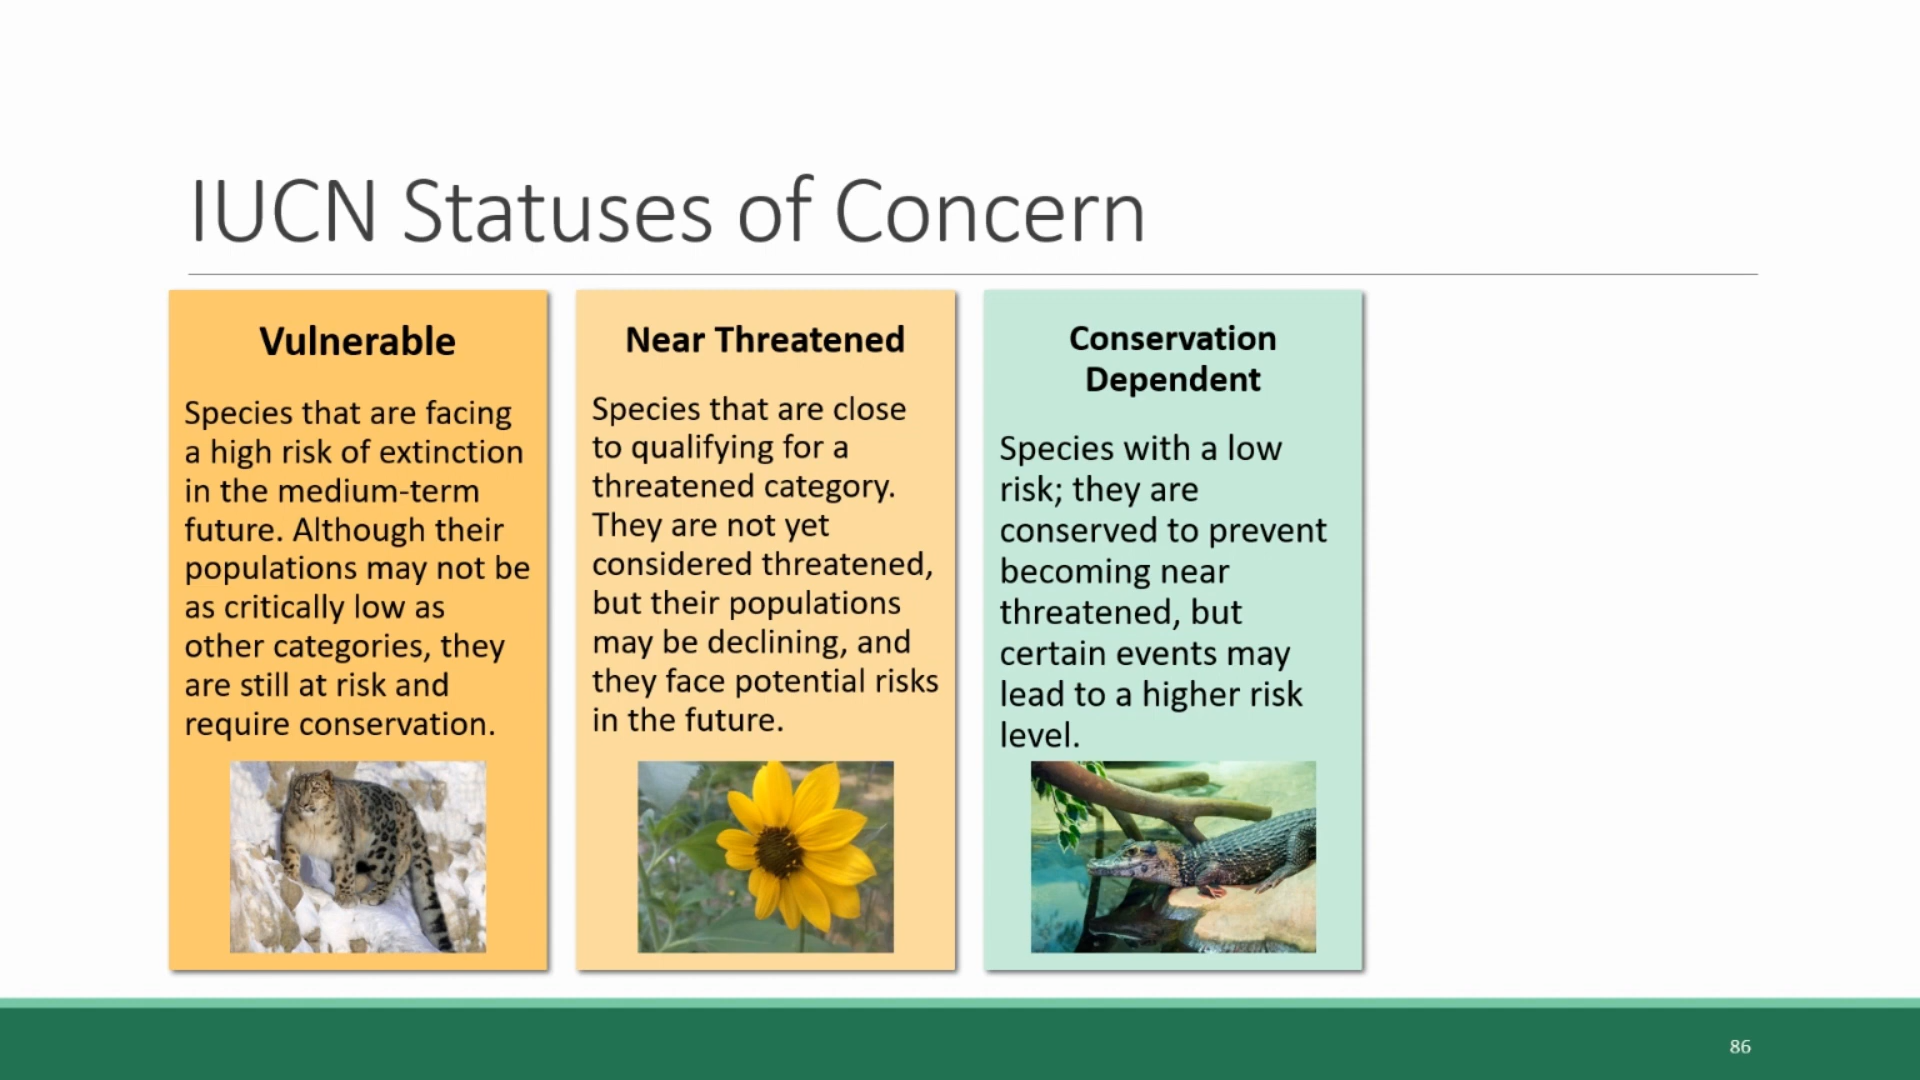 IUCN Statuses of Concern
Vulnerable
Species that are facing
a high risk of extinction
in the medium-term
future. Although their
populations may not be
as critically low as
other categories, they
are still at risk and
require conservation.
Near Threatened
Species that are close
to qualifying for a
threatened category.
They are not yet
considered threatened,
but their populations
may be declining, and
they face potential risks
in the future.
Conservation
Dependent
Species with a low
risk; they are
conserved to prevent
becoming near
threatened, but
certain events may
lead to a higher risk
level.
86